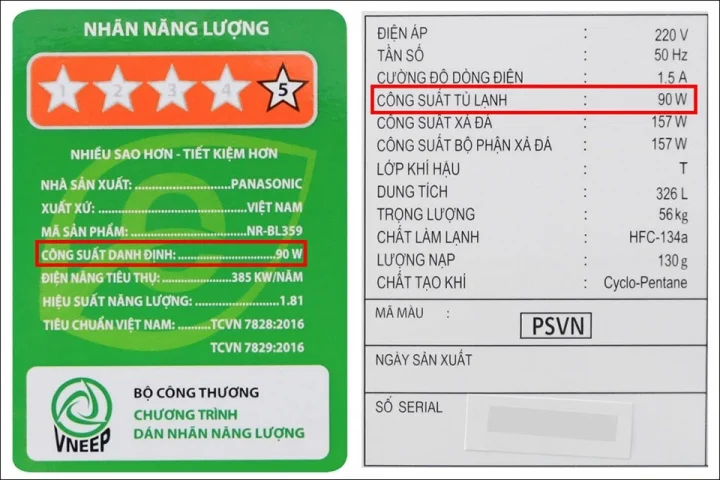 NHÃN NĂNG LƯỢNG
1 2 3 4 5
NHIỀU SAO HƠN - TIẾT KIỆM HƠN
NHÀ SẢN XUẤT:..............................PANASONIC
XUẤT XỨ:..........................................VIỆT NAM
MÃ SẢN PHẨM:.................................NR-BL359
CÔNG SUẤT DANH ĐỊNH:.........................90 W
ĐIỆN NĂNG TIÊU THỤ:.............385 KW/NĂM
HIỆU SUẤT NĂNG LƯỢNG:......................1.81
TIÊU CHUẨN VIỆT NAM:..........TCVN 7828:2016
TCVN 7829:2016
VNEEP
BỘ CÔNG THƯƠNG
CHƯƠNG TRÌNH
DÁN NHÃN NĂNG LƯỢNG
ĐIỆN ÁP : 220 V
TẦN SỐ : 50 Hz
CƯỜNG ĐỘ DÒNG ĐIỆN : 1.5 A
CÔNG SUẤT TỦ LẠNH : 90 W
CÔNG SUẤT XẢ ĐÁ : 157 W
CÔNG SUẤT BỘ PHẬN XẢ ĐÁ : 157 W
LỚP KHÍ HẬU : T
DUNG TÍCH : 326 L
TRỌNG LƯỢNG : 56kg
CHẤT LÀM LẠNH : HFC-134a
LƯỢNG NẠP : 130g
CHẤT TẠO KHÍ : Cyclo-Pentane
MÃ MÀU :
PSVN
NGÀY SẢN XUẤT
SỐ SERIAL